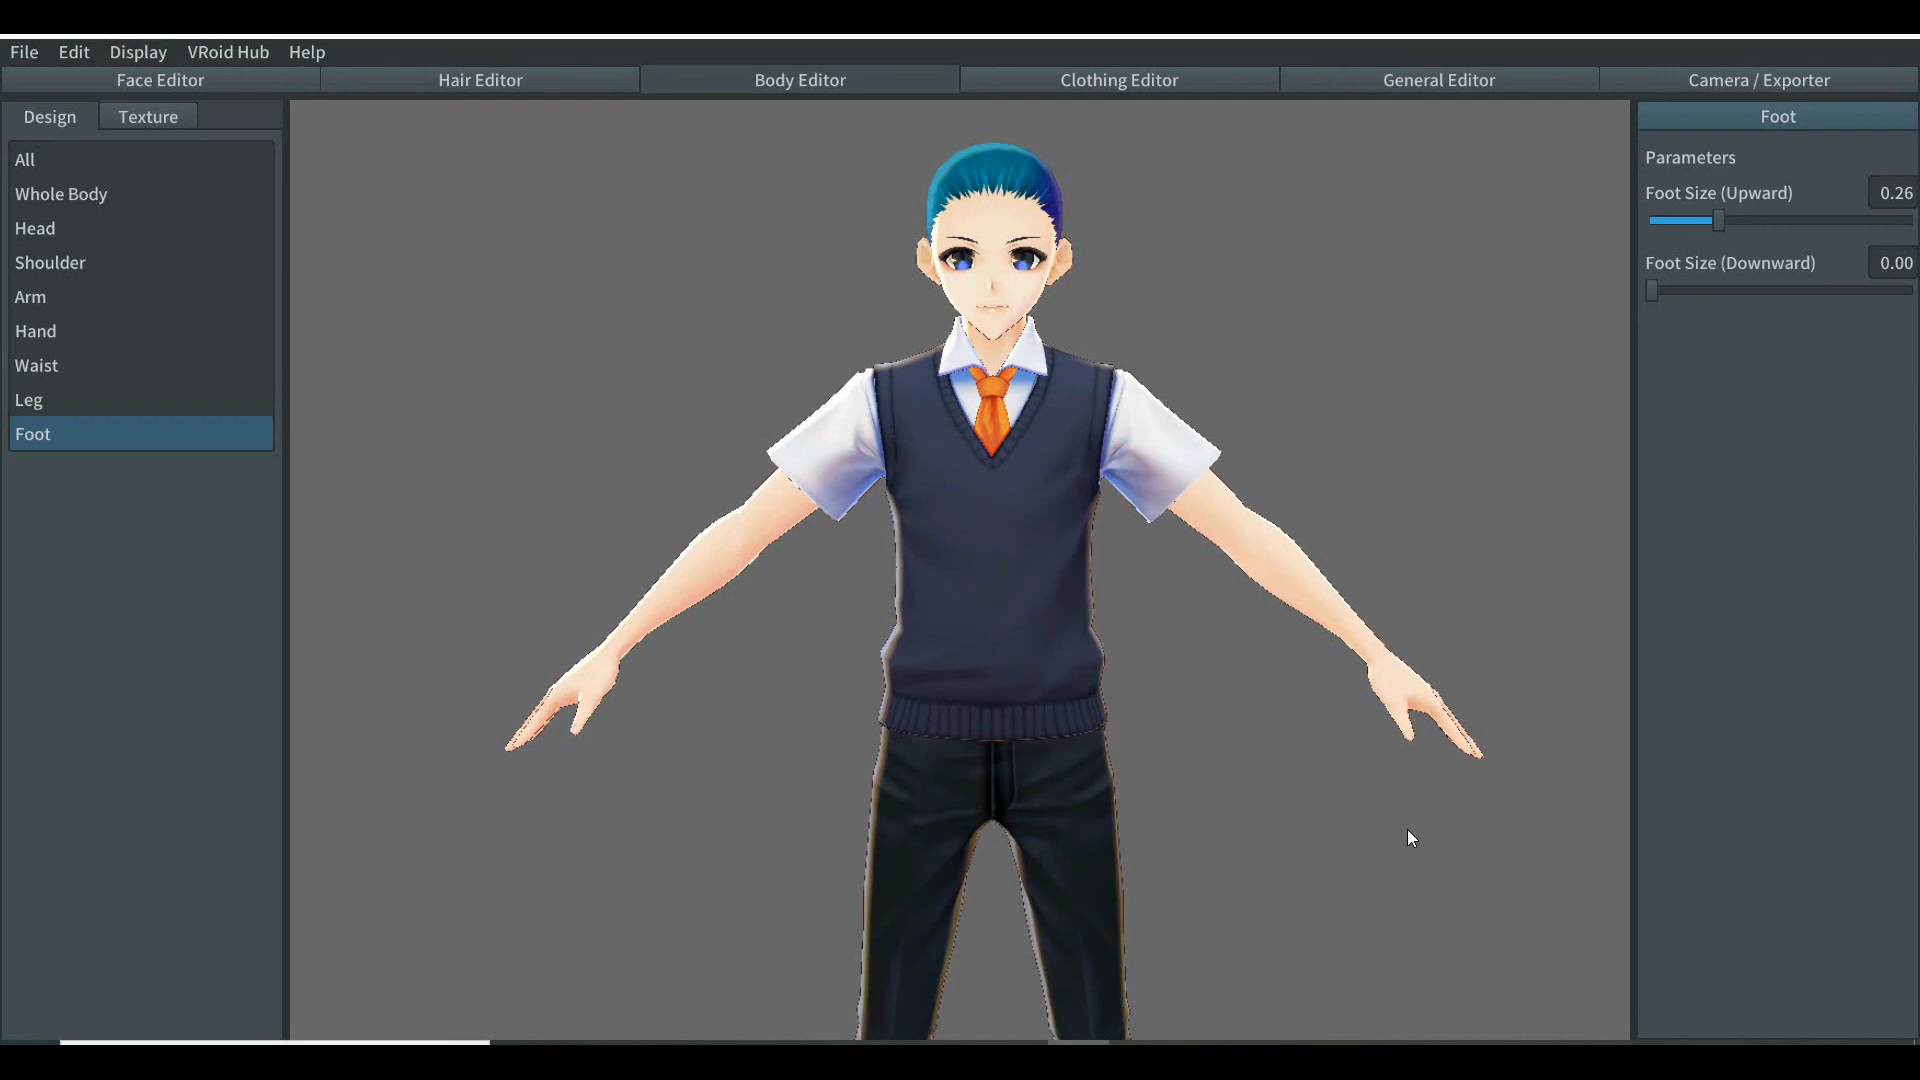 File Edit Display VRoid Hub Help
Face Editor Hair Editor Body Editor Clothing Editor General Editor Camera / Exporter
Design Texture
All
Whole Body
Head
Shoulder
Arm
Hand
Waist
Leg
Foot
Foot
Parameters
Foot Size (Upward) 0.26
Foot Size (Downward) 0.00